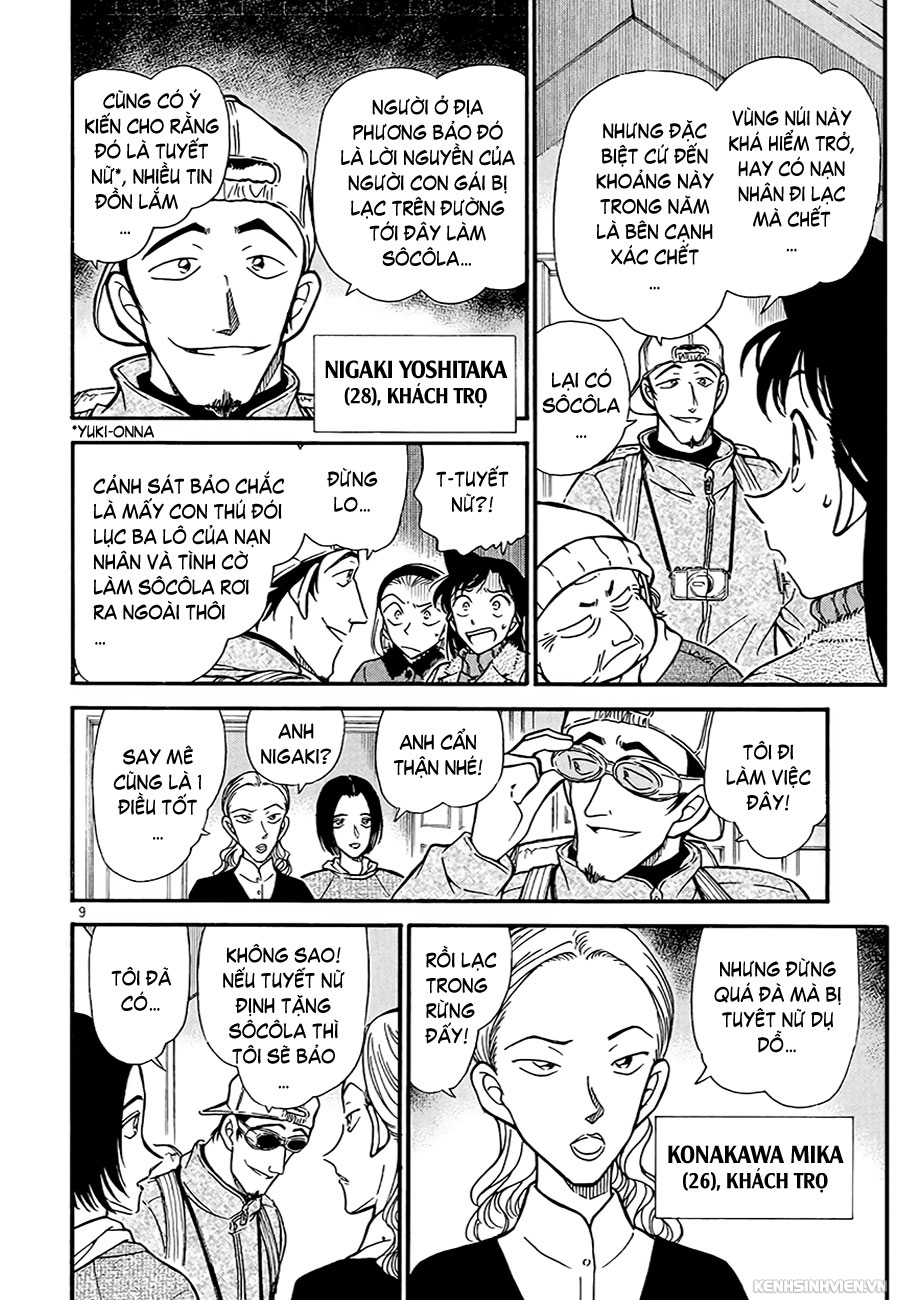 VÙNG NÚI NÀY
KHÁ HIỂM TRỞ,
HAY CÓ NẠN
NHÂN ĐI LẠC
MÀ CHẾT
...
NHƯNG ĐẶC
BIỆT CỨ ĐẾN
KHOẢNG NÀY
TRONG NĂM
LÀ BÊN CẠNH
XÁC CHẾT
...
LẠI CÓ
SÔCÔLA
NGƯỜI Ở ĐỊA
PHƯƠNG BẢO ĐÓ
LÀ LỜI NGUYỀN CỦA
NGƯỜI CON GÁI BỊ
LẠC TRÊN ĐƯỜNG
TỚI ĐÂY LÀM
SÔCÔLA...
CŨNG CÓ Ý
KIẾN CHO RẰNG
ĐÓ LÀ TUYẾT
NỮ*, NHIỀU TIN
ĐỒN LẮM
...
NIGAKI YOSHITAKA
(28), KHÁCH TRỌ
*YUKI-ONNA
T-TUYẾT
NỮ?!
ĐỪNG
LO...
CẢNH SÁT BẢO CHẮC
LÀ MẤY CON THÚ ĐÓI
LỤC BA LÔ CỦA NẠN
NHÂN VÀ TÌNH CỜ
LÀM SÔCÔLA RƠI
RA NGOÀI THÔI
...
TÔI ĐI
LÀM VIỆC
ĐÂY!
ANH CẨN
THẬN NHÉ!
ANH
NIGAKI?
SAY MÊ
CŨNG LÀ 1
ĐIỀU TỐT
...
9
NHƯNG ĐỪNG
QUÁ ĐÀ MÀ BỊ
TUYẾT NỮ DỤ
DỖ...
RỒI LẠC
TRONG
RỪNG
ĐẤY!
KONAKAWA MIKA
(26), KHÁCH TRỌ
KHÔNG SAO!
NẾU TUYẾT NỮ
ĐỊNH TẶNG
SÔCÔLA THÌ
TÔI SẼ BẢO
...
TÔI ĐÃ
CÓ...
KENHSINHVIEN.VN